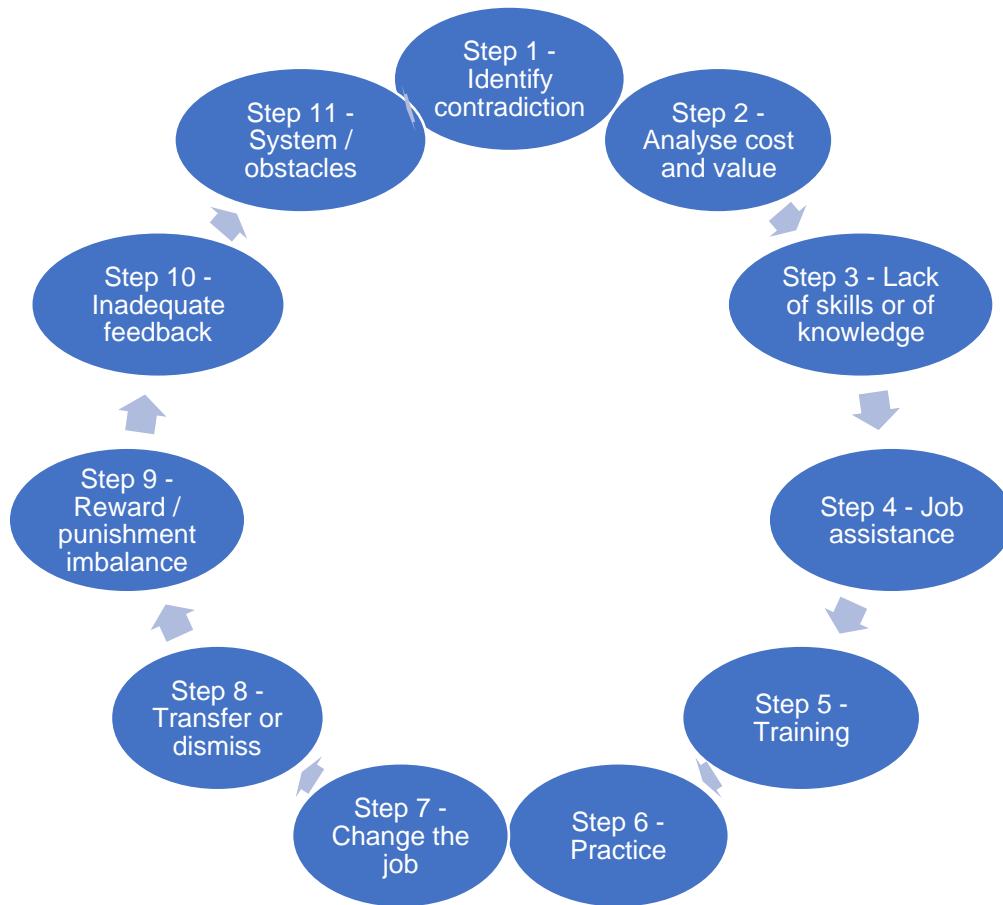 Step 1 -
Identify
contradiction
Step 2 -
Analyse cost
and value
Step 3 - Lack
of skills or of
knowledge
Step 4 - Job
assistance
Step 5 -
Training
Step 6 -
Practice
Step 7 -
Change the
job
Step 8 -
Transfer or
dismiss
Step 9 -
Reward /
punishment
imbalance
Step 10 -
Inadequate
feedback
Step 11 -
System /
obstacles